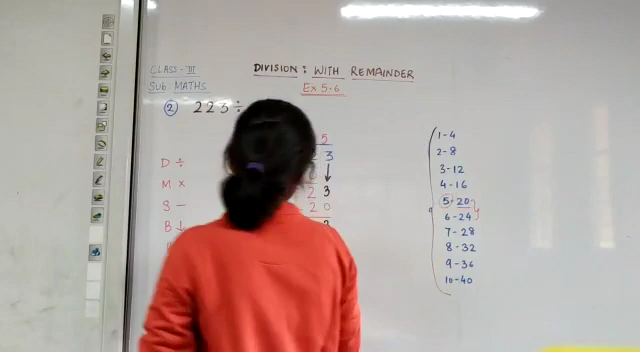 CLASS-III
Sub MATHS
DIVISION: WITH REMAINDER
Ex 5.6
② 223÷
5
3
D ÷
M ×
S −
B ↓
2 3
2 0
1-4
2-8
3-12
4-16
5-20
6-24
7-28
8-32
9-36
10-40